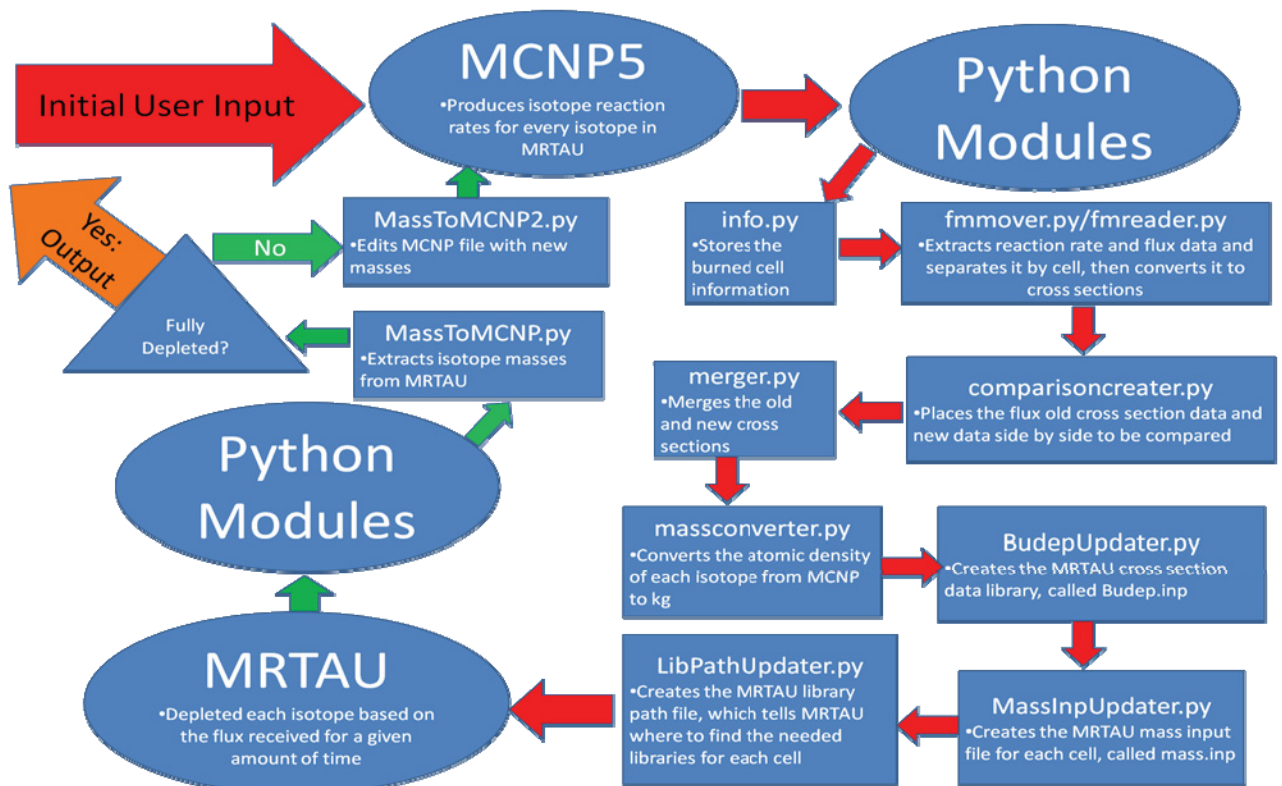 Initial User Input
MCNP5
•Produces isotope reaction
rates for every isotope in
MRTAU
Python
Modules
info.py
•Stores the
burned cell
information
fmmover.py/fmreader.py
•Extracts reaction rate and flux data and
separates it by cell, then converts it to
cross sections
comparisoncreater.py
•Places the flux old cross section data and
new data side by side to be compared
merger.py
•Merges the old
and new cross
sections
massconverter.py
•Converts the atomic density
of each isotope from MCNP
to kg
BudepUpdater.py
•Creates the MRTAU cross section
data library, called Budep.inp
MassInpUpdater.py
•Creates the MRTAU mass input
file for each cell, called mass.inp
LibPathUpdater.py
•Creates the MRTAU library
path file, which tells MRTAU
where to find the needed
libraries for each cell
MRTAU
•Depleted each isotope based on
the flux received for a given
amount of time
Python
Modules
MassToMCNP.py
•Extracts isotope masses
from MRTAU
Fully
Depleted?
No
MassToMCNP2.py
•Edits MCNP file with new
masses
Yes:
Output